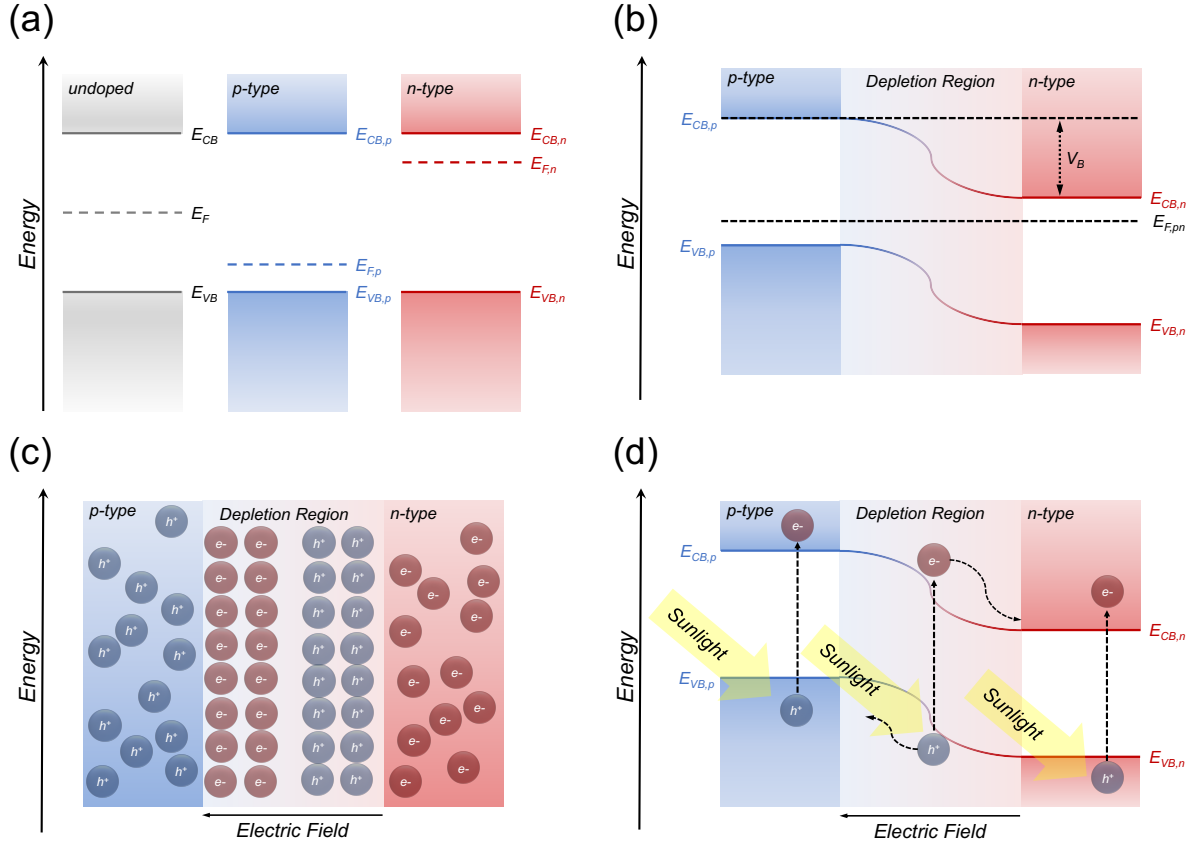 (a)
Energy
undoped
p-type
n-type
E_CB
E_CB,p
E_CB,n
E_F,n
E_F
E_F,p
E_VB
E_VB,p
E_VB,n
(b)
Energy
p-type
Depletion Region
n-type
E_CB,p
V_B
E_CB,n
E_F,pn
E_VB,p
E_VB,n
(c)
Energy
p-type
Depletion Region
n-type
h⁺
h⁺
h⁺
h⁺
h⁺
h⁺
h⁺
h⁺
h⁺
h⁺
h⁺
h⁺
h⁺
e- e- h⁺ h⁺
e- e- h⁺ h⁺
e- e- h⁺ h⁺
e- e- h⁺ h⁺
e- e- h⁺ h⁺
e- e- h⁺ h⁺
e- e- h⁺ h⁺
e- e- h⁺ h⁺
e-
e-
e-
e-
e-
e-
e-
e-
e-
e-
e-
e-
e-
Electric Field
(d)
Energy
p-type
Depletion Region
n-type
e-
E_CB,p
e-
e-
Sunlight
E_CB,n
Sunlight
E_VB,p
Sunlight
h⁺
h⁺
E_VB,n
h⁺
Electric Field